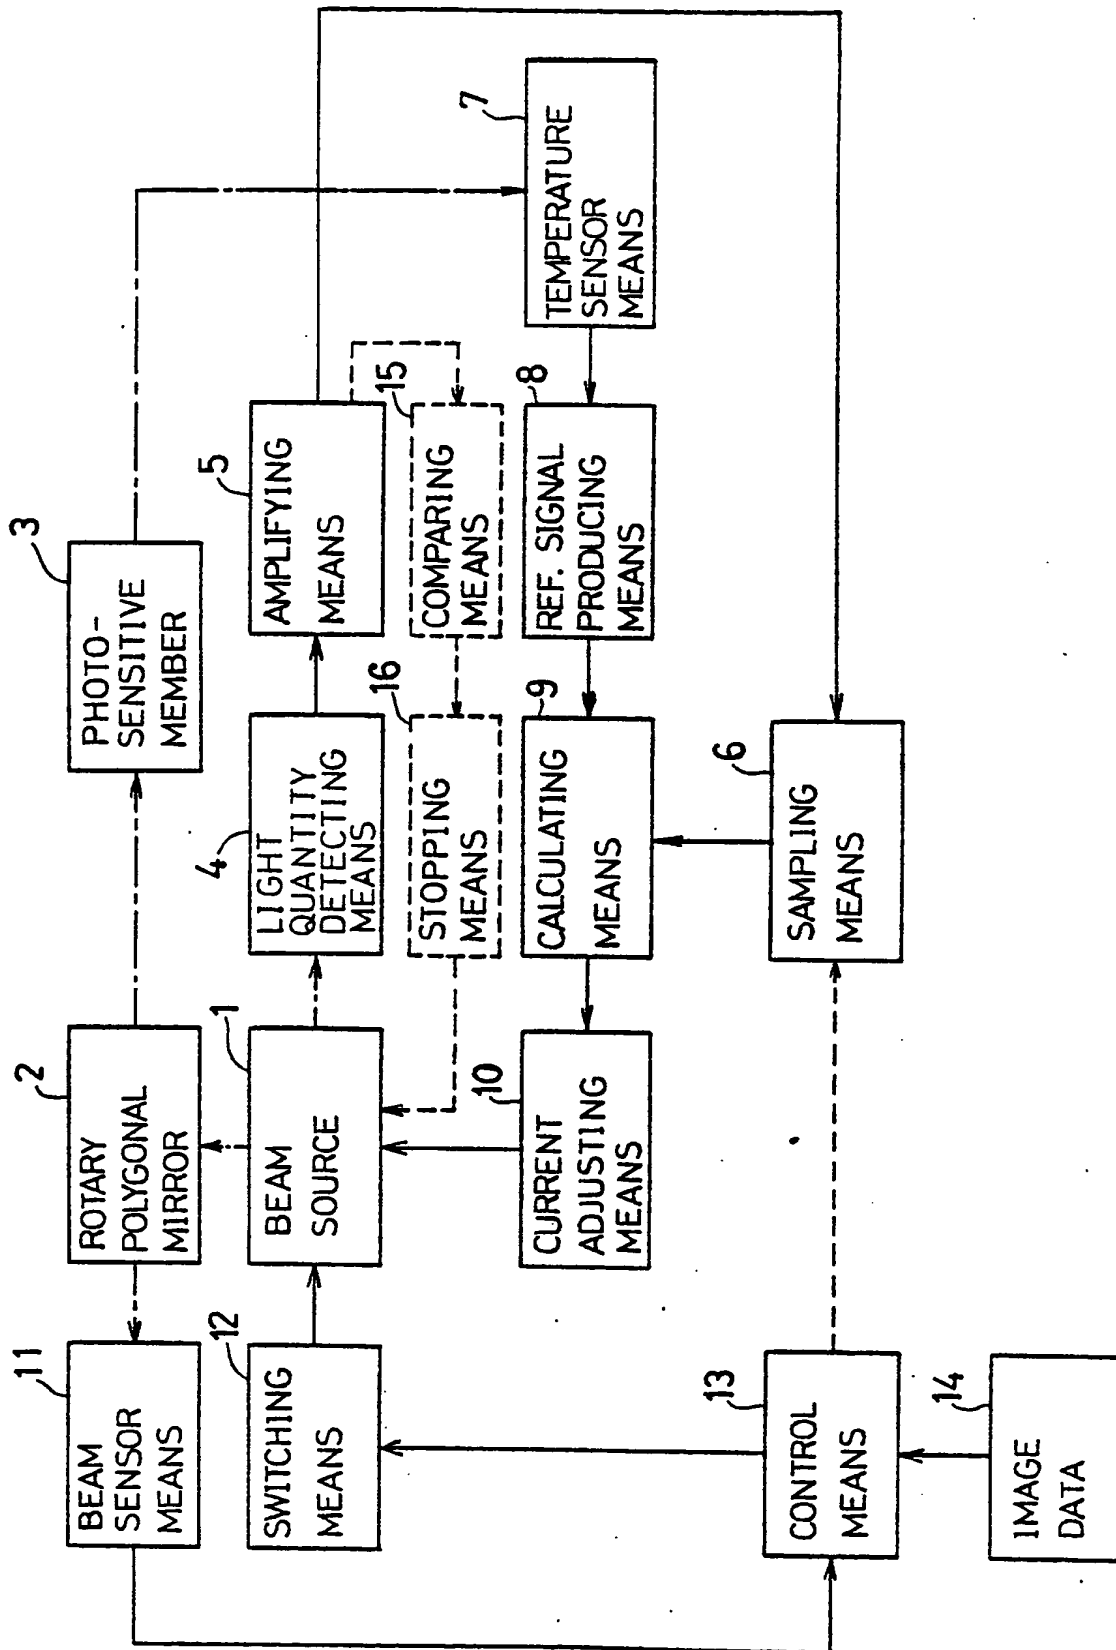 11
BEAM
SENSOR
MEANS
2
ROTARY
POLYGONAL
MIRROR
3
PHOTO-
SENSITIVE
MEMBER
12
SWITCHING
MEANS
1
BEAM
SOURCE
4
LIGHT
QUANTITY
DETECTING
MEANS
5
AMPLIFYING
MEANS
16
STOPPING
MEANS
15
COMPARING
MEANS
10
CURRENT
ADJUSTING
MEANS
9
CALCULATING
MEANS
8
REF. SIGNAL
PRODUCING
MEANS
7
TEMPERATURE
SENSOR
MEANS
13
CONTROL
MEANS
6
SAMPLING
MEANS
14
IMAGE
DATA